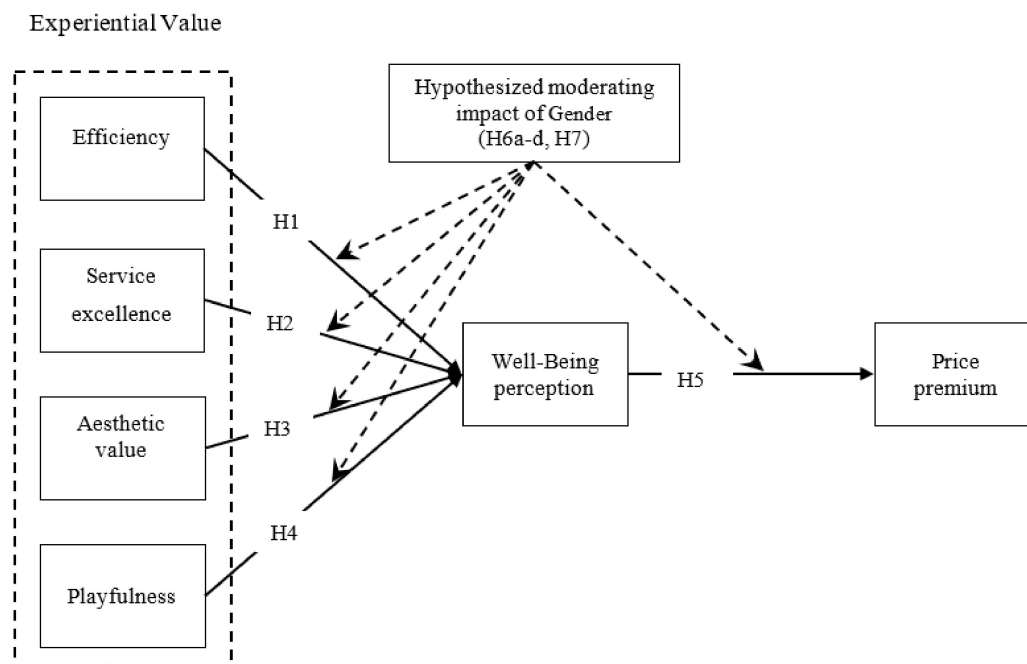 Experiential Value
Hypothesized moderating
impact of Gender
(H6a-d, H7)
Efficiency
H1
Service
excellence
H2
Well-Being
perception
H5
Price
premium
Aesthetic
value
H3
H4
Playfulness